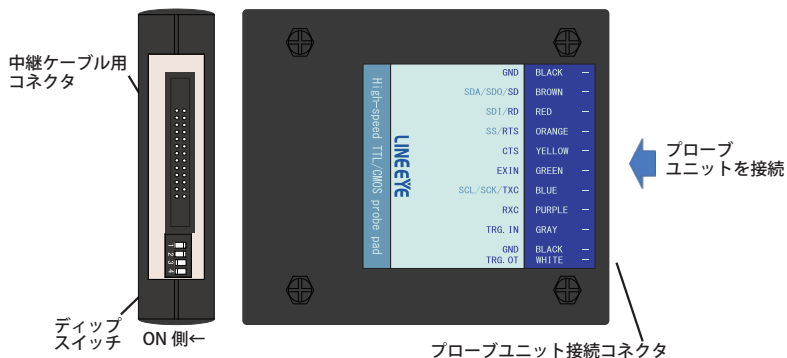 中継ケーブル用
コネクタ
1
2
3
4
ディップ
スイッチ
ON 側←
High-speed TTL/CMOS probe pad
LINEEYE
GND BLACK －
SDA/SDO/SD BROWN －
SDI/RD RED －
SS/RTS ORANGE －
CTS YELLOW －
EXIN GREEN －
SCL/SCK/TXC BLUE －
RXC PURPLE －
TRG. IN GRAY －
GND BLACK －
TRG. OT WHITE －
プローブ
ユニットを接続
プローブユニット接続コネクタ